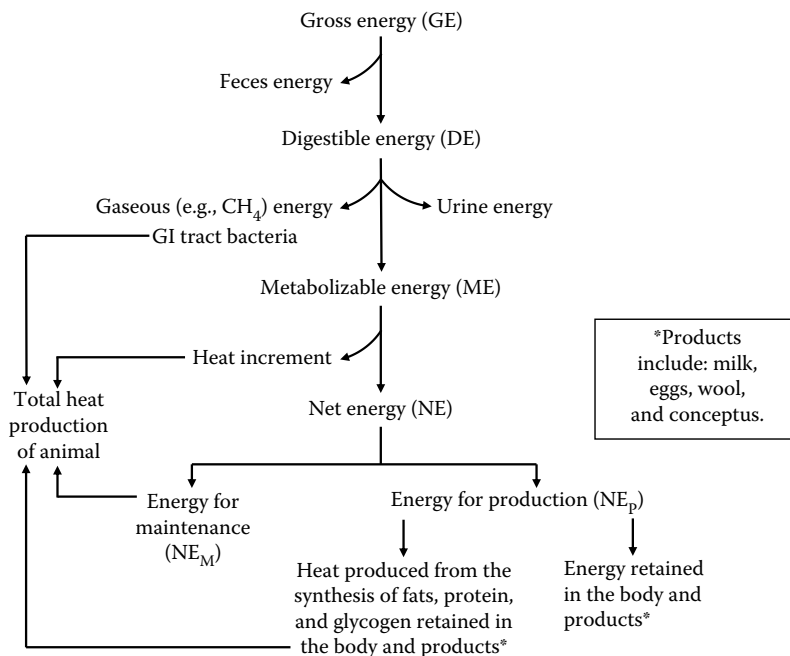 Gross energy (GE)
Feces energy
Digestible energy (DE)
Gaseous (e.g., CH₄) energy
Urine energy
GI tract bacteria
Metabolizable energy (ME)
Heat increment
*Products
include: milk,
eggs, wool,
and conceptus.
Total heat
production
of animal
Net energy (NE)
Energy for
maintenance
(NE_M)
Energy for production (NE_P)
Heat produced from the
synthesis of fats, protein,
and glycogen retained in
the body and products*
Energy retained
in the body and
products*